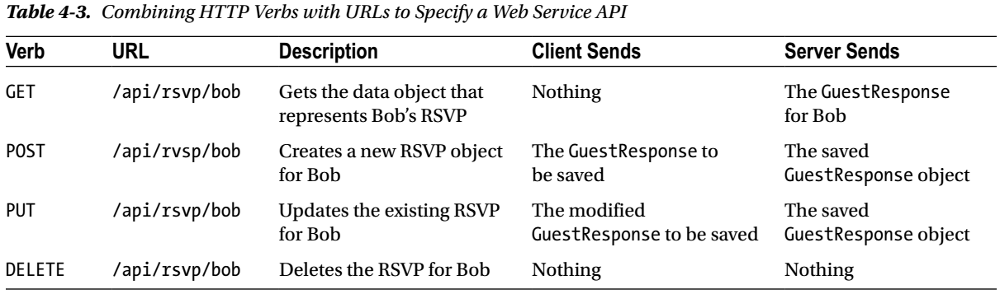 Table 4-3. Combining HTTP Verbs with URLs to Specify a Web Service API
Verb URL Description Client Sends Server Sends
GET /api/rsvp/bob Gets the data object that Nothing The GuestResponse
represents Bob's RSVP for Bob
POST /api/rvsp/bob Creates a new RSVP object The GuestResponse to The saved
for Bob be saved GuestResponse object
PUT /api/rsvp/bob Updates the existing RSVP The modified The saved
for Bob GuestResponse to be saved GuestResponse object
DELETE /api/rsvp/bob Deletes the RSVP for Bob Nothing Nothing